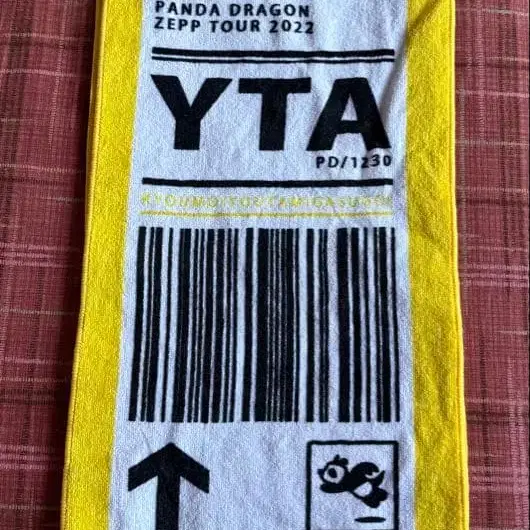 PANDA DRAGON
ZEPP TOUR 2022
YTA
PD/1230